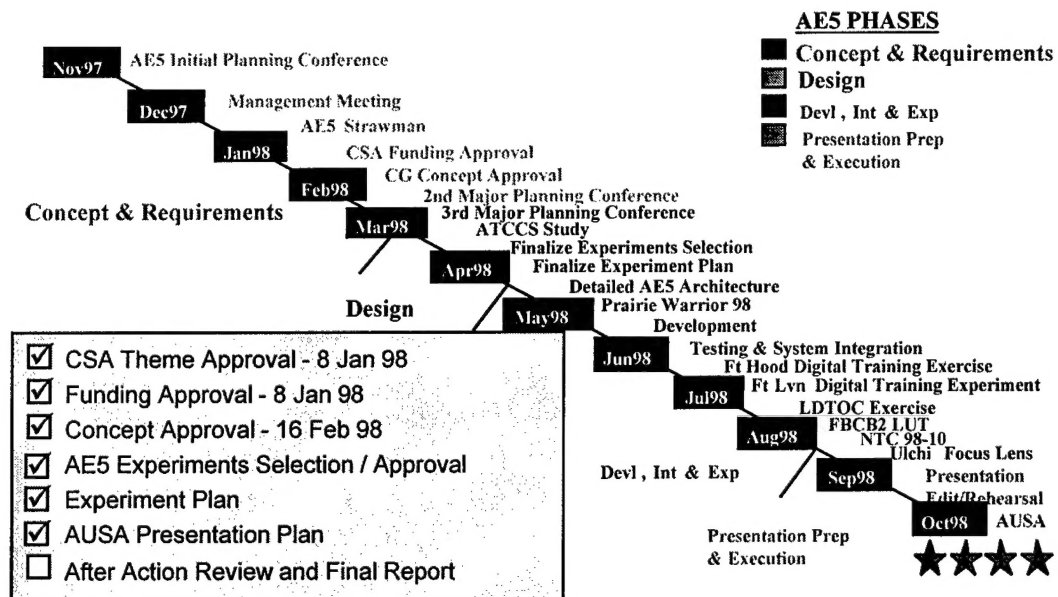 AE5 PHASES
Concept & Requirements
Design
Devl , Int & Exp
Presentation Prep
& Execution
Nov97
AE5 Initial Planning Conference
Dec97
Management Meeting
AE5 Strawman
Jan98
CSA Funding Approval
Feb98
CG Concept Approval
2nd Major Planning Conference
Concept & Requirements
Mar98
3rd Major Planning Conference
ATCCS Study
Finalize Experiments Selection
Apr98
Finalize Experiment Plan
Detailed AE5 Architecture
Design
May98
Prairie Warrior 98
Development
Jun98
Testing & System Integration
Ft Hood Digital Training Exercise
Jul98
Ft Lvn Digital Training Experiment
LDTOC Exercise
Aug98
FBCB2 LUT
NTC 98-10
Ulchi Focus Lens
Devl , Int & Exp
Sep98
Presentation
Edit/Rehearsal
Oct98
AUSA
Presentation Prep
& Execution
CSA Theme Approval - 8 Jan 98
Funding Approval - 8 Jan 98
Concept Approval - 16 Feb 98
AE5 Experiments Selection / Approval
Experiment Plan
AUSA Presentation Plan
After Action Review and Final Report